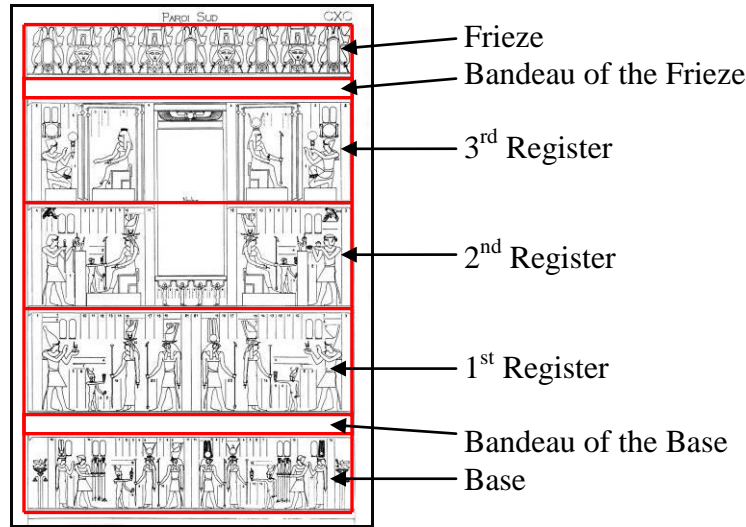 PAROI SUD CXC
Frieze
Bandeau of the Frieze
3rd Register
2nd Register
1st Register
Bandeau of the Base
Base